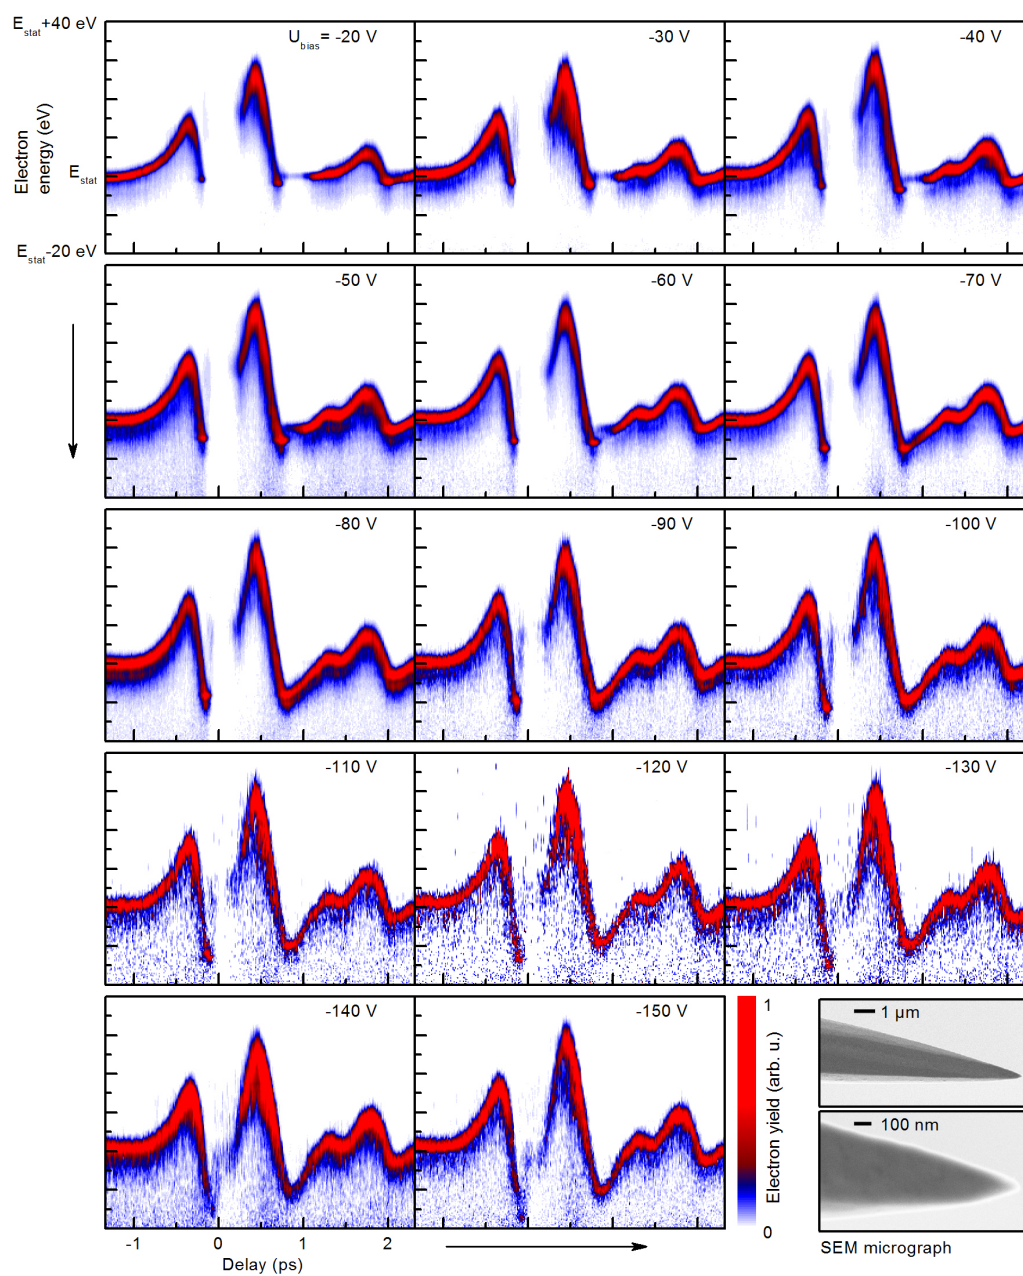 E_stat+40 eV
U_bias= -20 V
-30 V
-40 V
Electron
energy (eV)
E_stat
E_stat-20 eV
-50 V
-60 V
-70 V
-80 V
-90 V
-100 V
-110 V
-120 V
-130 V
-140 V
-150 V
1
Electron yield (arb. u.)
0
1 µm
100 nm
SEM micrograph
-1
0
1
2
Delay (ps)